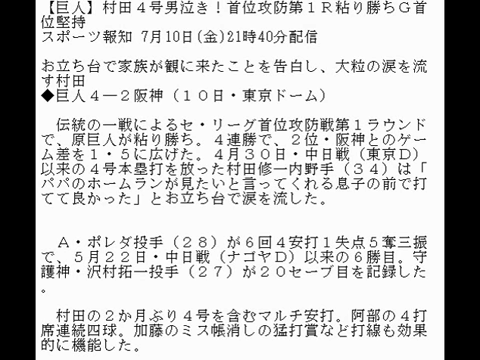 【巨人】村田４号男泣き！首位攻防第１Ｒ粘り勝ちＧ首
位堅持
スポーツ報知 7月10日(金)21時40分配信
お立ち台で家族が観に来たことを告白し、大粒の涙を流
す村田
◆巨人４―２阪神（１０日・東京ドーム）
　伝統の一戦によるセ・リーグ首位攻防戦第１ラウンド
で、原巨人が粘り勝ち。４連勝で、２位・阪神とのゲー
ム差を１・５に広げた。４月３０日・中日戦（東京Ｄ）
以来の４号本塁打を放った村田修一内野手（３４）は「
パパのホームランが見たいと言ってくれる息子の前で打
てて良かった」とお立ち台で涙を流した。
　Ａ・ポレダ投手（２８）が６回４安打１失点５奪三振
で、５月２２日・中日戦（ナゴヤＤ）以来の６勝目。守
護神・沢村拓一投手（２７）が２０セーブ目を記録した
。
　村田の２か月ぶり４号を含むマルチ安打。阿部の４打
席連続四球。加藤のミス帳消しの猛打賞など打線も効果
的に機能した。